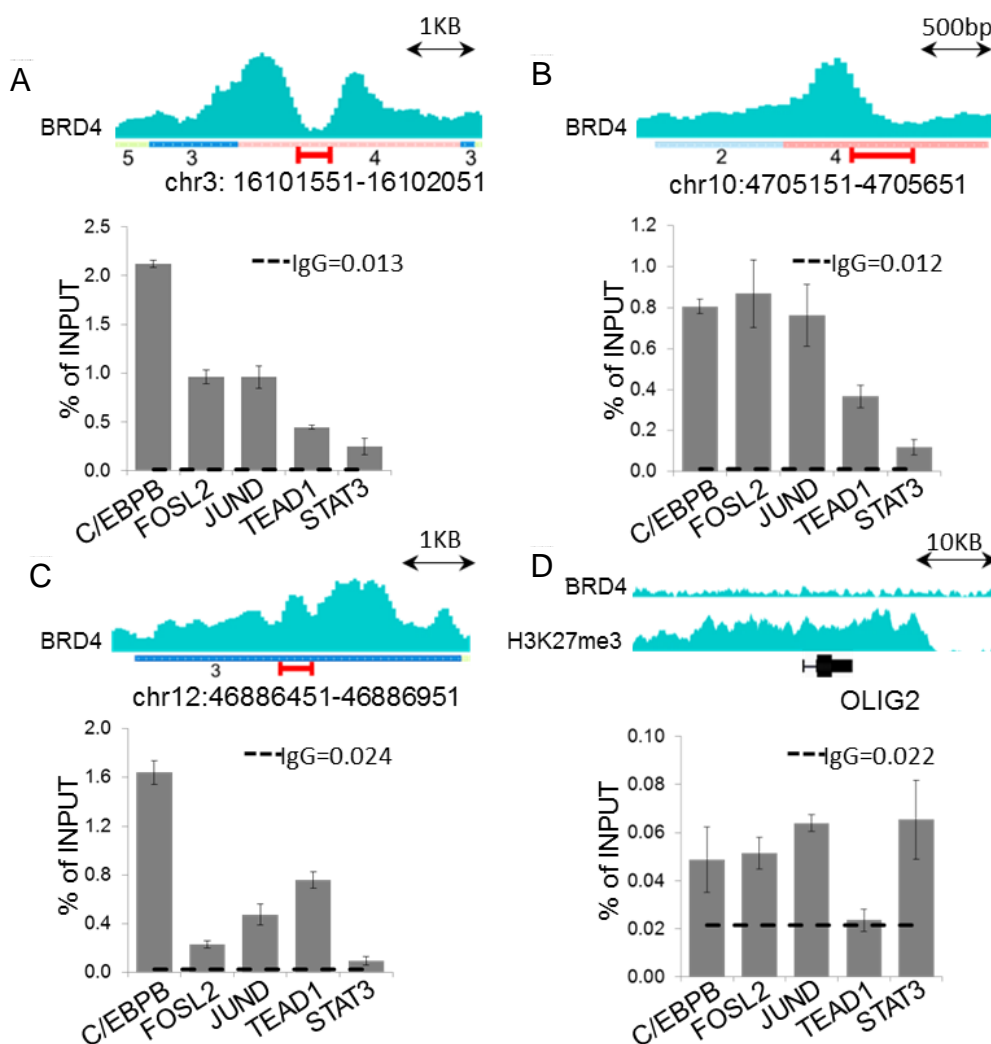 A
1KB
BRD4
5 3 4 3
chr3: 16101551-16102051
% of INPUT
2.5
2.0
1.5
1.0
0.5
0.0
IgG=0.013
C/EBPB FOSL2 JUND TEAD1 STAT3
B
500bp
BRD4
2 4
chr10:4705151-4705651
% of INPUT
1.2
1.0
0.8
0.6
0.4
0.2
0.0
IgG=0.012
C/EBPB FOSL2 JUND TEAD1 STAT3
C
1KB
BRD4
3
chr12:46886451-46886951
% of INPUT
2.0
1.6
1.2
0.8
0.4
0.0
IgG=0.024
C/EBPB FOSL2 JUND TEAD1 STAT3
D
10KB
BRD4
H3K27me3
OLIG2
% of INPUT
0.10
0.08
0.06
0.04
0.02
0.00
IgG=0.022
C/EBPB FOSL2 JUND TEAD1 STAT3